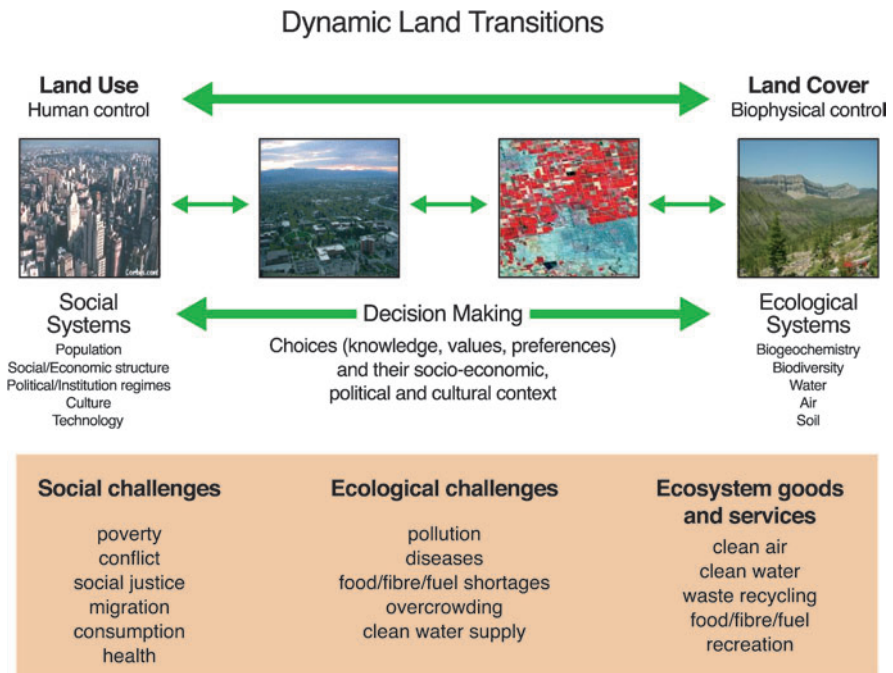 Dynamic Land Transitions
Land Use
Human control
Land Cover
Biophysical control
Corbis.com
Social
Systems
Population
Social/Economic structure
Political/Institution regimes
Culture
Technology
Decision Making
Choices (knowledge, values, preferences)
and their socio-economic,
political and cultural context
Ecological
Systems
Biogeochemistry
Biodiversity
Water
Air
Soil
Social challenges
poverty
conflict
social justice
migration
consumption
health
Ecological challenges
pollution
diseases
food/fibre/fuel shortages
overcrowding
clean water supply
Ecosystem goods
and services
clean air
clean water
waste recycling
food/fibre/fuel
recreation